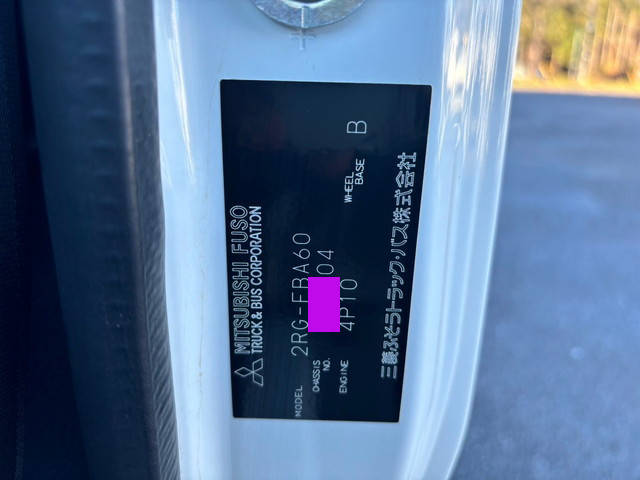 MITSUBISHI FUSO
TRUCK & BUS CORPORATION
MODEL 2RG-FBA60
CHASSIS NO. 04
ENGINE 4P10 WHEEL BASE B
三菱ふそうトラック・バス株式会社